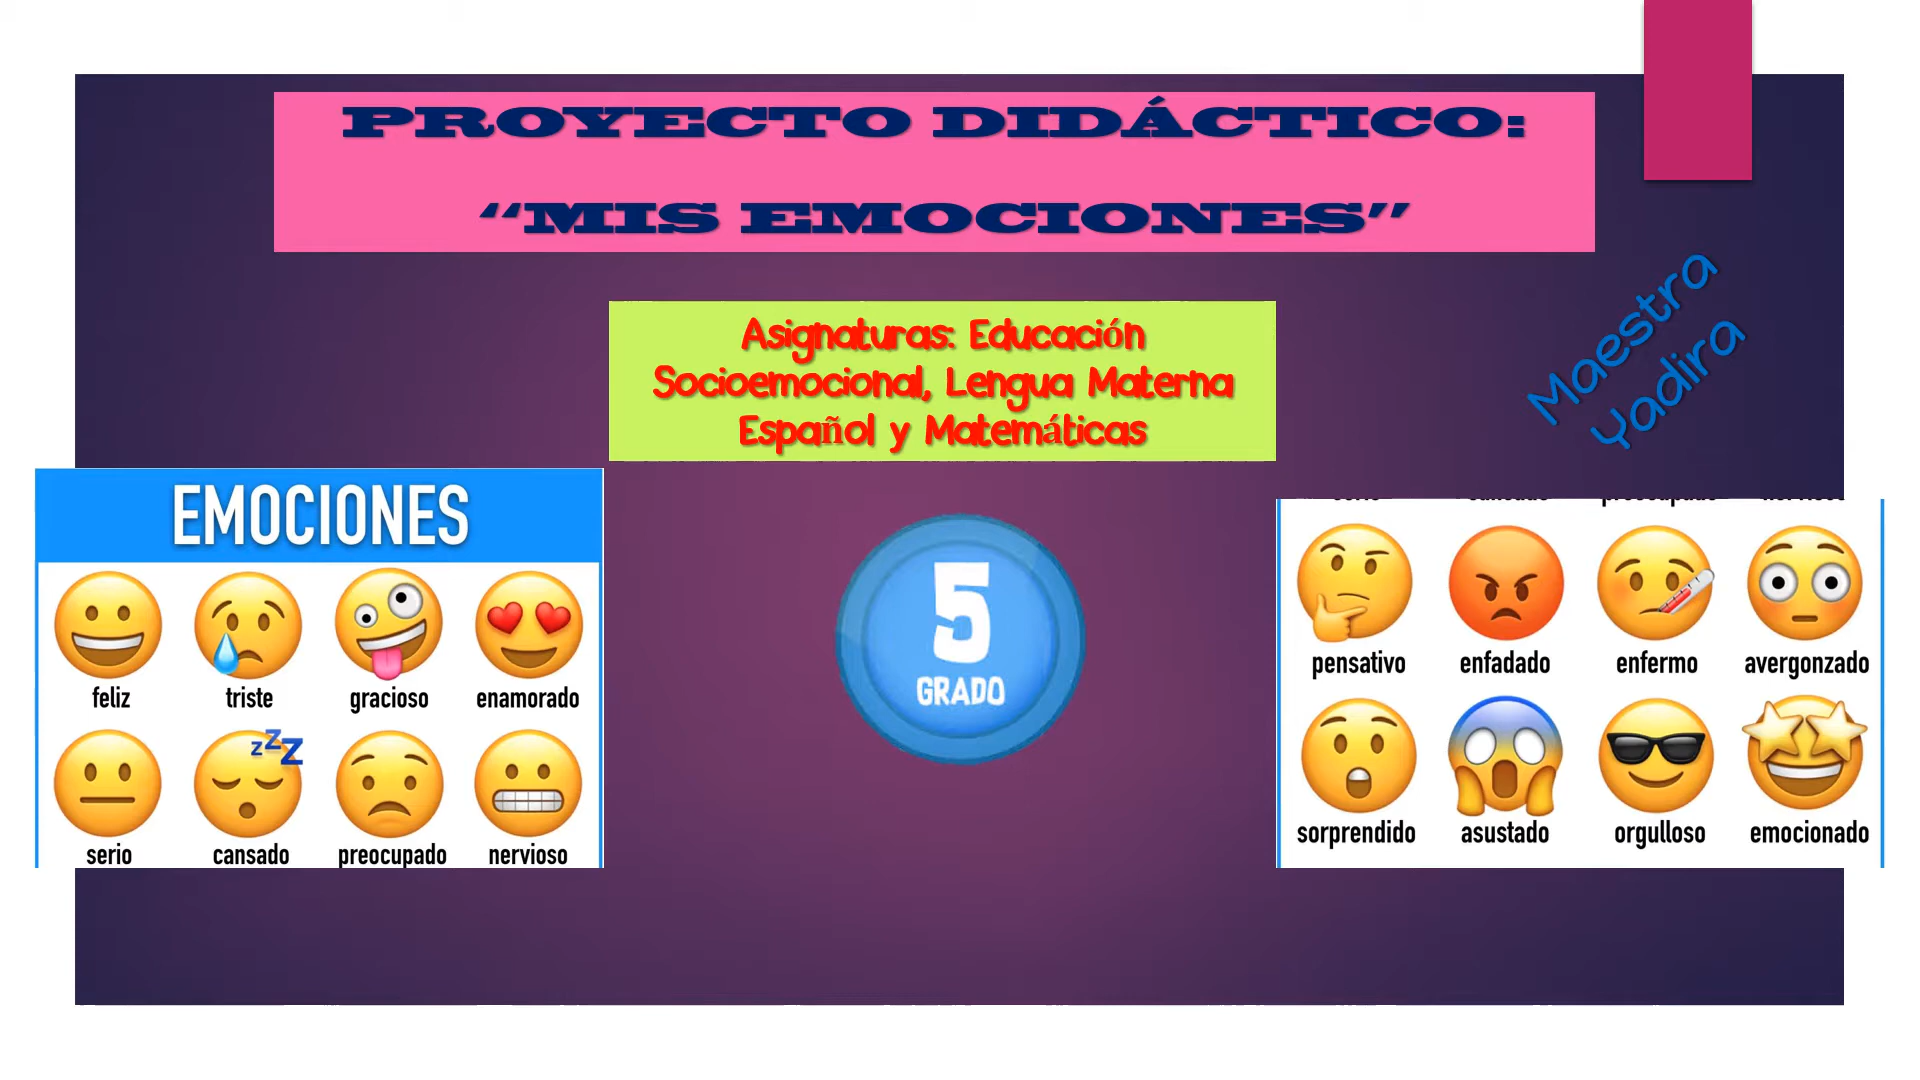 PROYECTO DIDÁCTICO:
“MIS EMOCIONES”
Asignaturas: Educación
Socioemocional, Lengua Materna
Español y Matemáticas
Maestra
Yadira
EMOCIONES
feliz triste gracioso enamorado
zzZ
serio cansado preocupado nervioso
5
GRADO
pensativo enfadado enfermo avergonzado
sorprendido asustado orgulloso emocionado